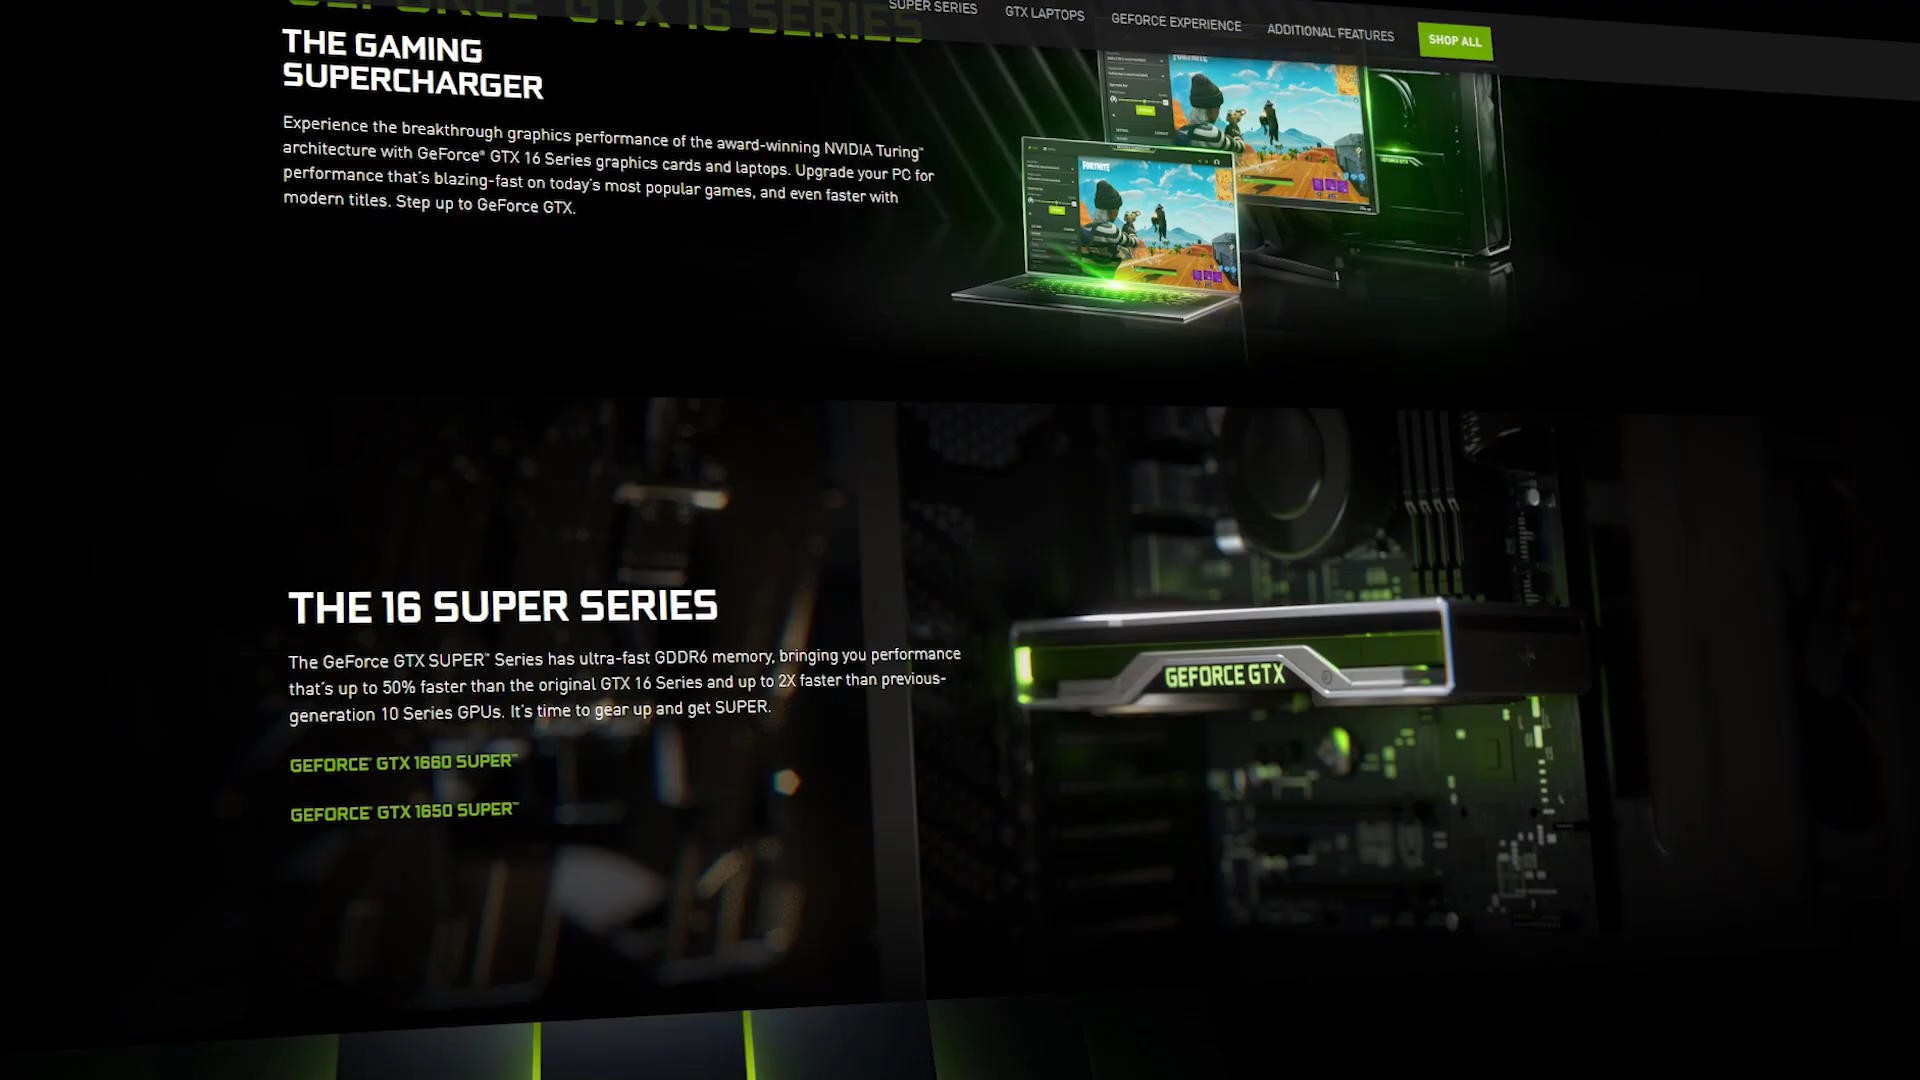 GEFORCE GTX 16 SERIES
SUPER SERIES
GTX LAPTOPS
GEFORCE EXPERIENCE
ADDITIONAL FEATURES
SHOP ALL
THE GAMING
SUPERCHARGER
Experience the breakthrough graphics performance of the award-winning NVIDIA Turing™
architecture with GeForce® GTX 16 Series graphics cards and laptops. Upgrade your PC for
performance that's blazing-fast on today's most popular games, and even faster with
modern titles. Step up to GeForce GTX.
FORTNITE
FORTNITE
GEFORCE GTX
THE 16 SUPER SERIES
The GeForce GTX SUPER™ Series has ultra-fast GDDR6 memory, bringing you performance
that's up to 50% faster than the original GTX 16 Series and up to 2X faster than previous-
generation 10 Series GPUs. It's time to gear up and get SUPER.
GEFORCE GTX
GEFORCE® GTX 1660 SUPER™
GEFORCE® GTX 1650 SUPER™